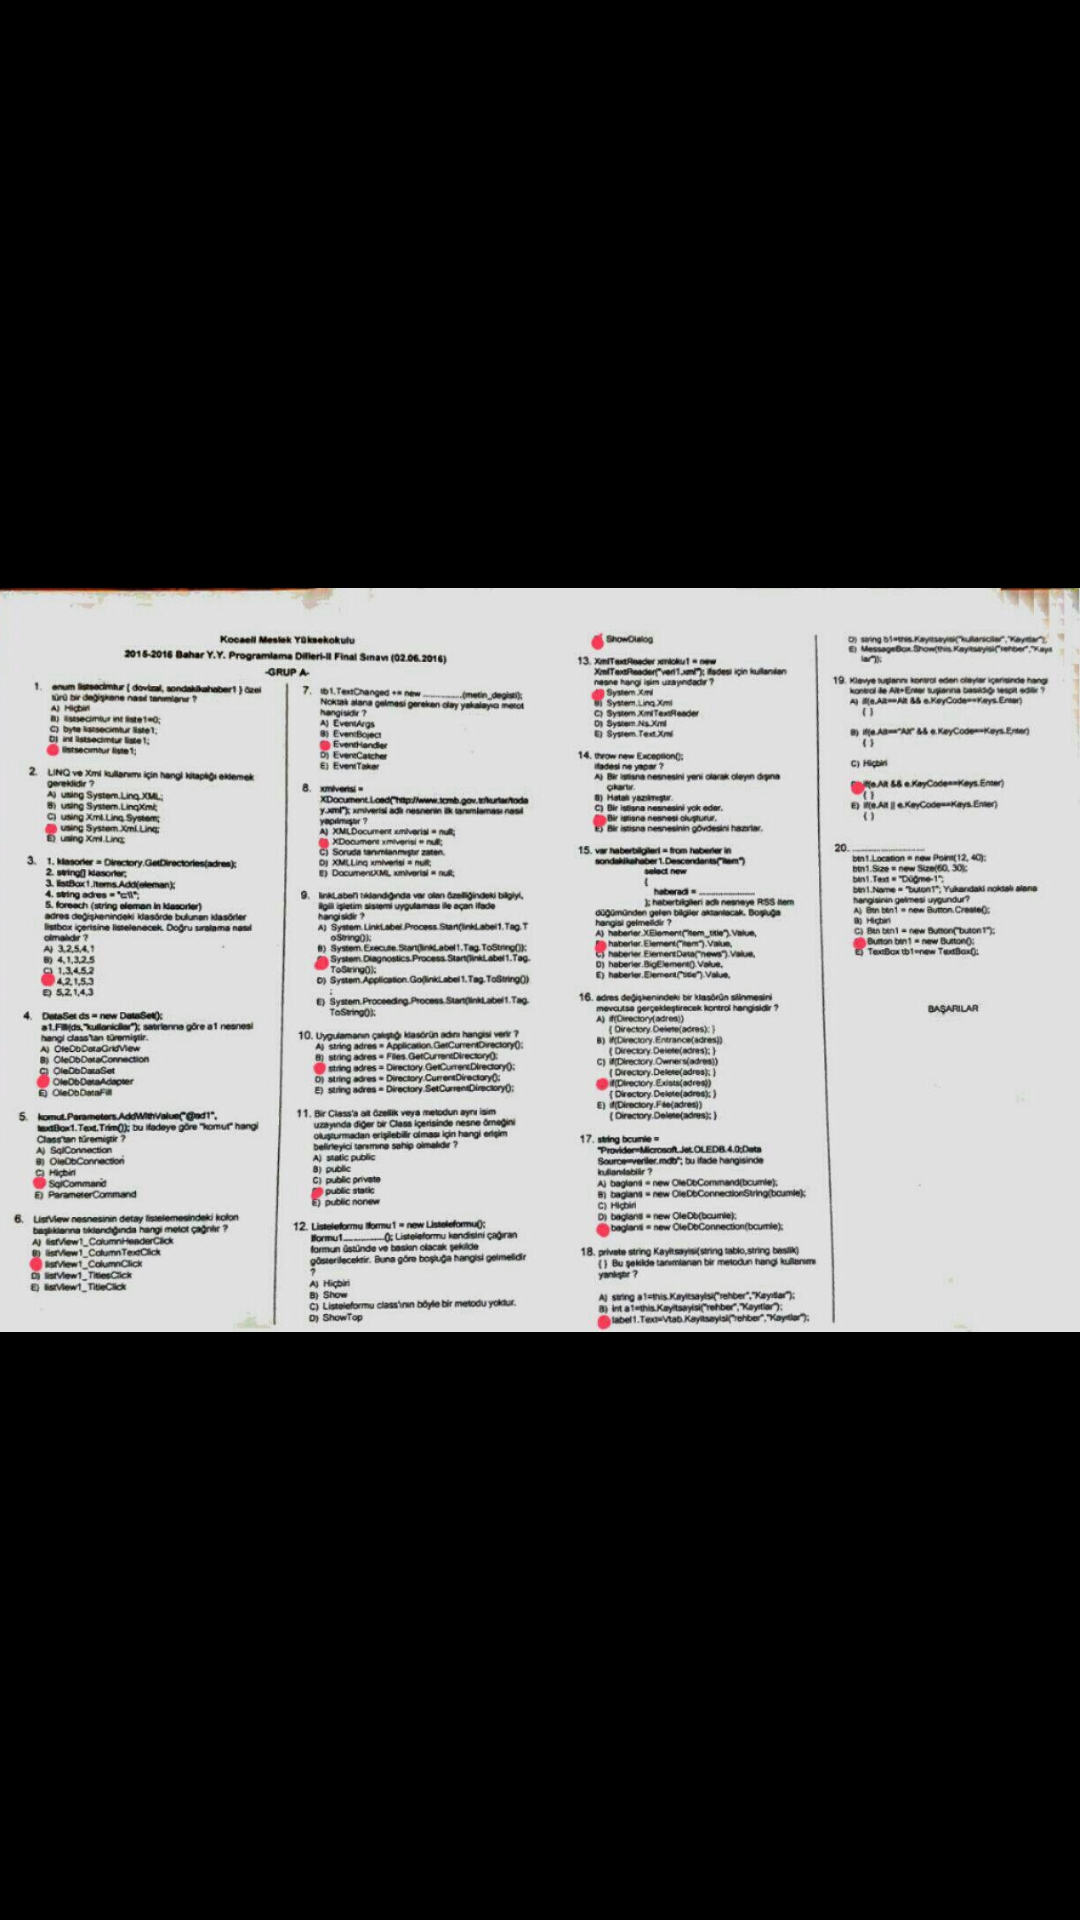 Kocaeli Meslek Yüksekokulu
2015-2016 Bahar Y.Y. Programlama Dilleri-II Final Sınavı (02.06.2016)
-GRUP A-
1. enum listsecimtur { dovizal, sondakikahaber1 } özel
türü bir değişkene nasıl tanımlanır ?
A) Hiçbiri
B) listsecimtur int liste1=0;
C) byte listsecimtur liste1;
D) int listsecimtur liste1;
listsecimtur liste1;
2. LINQ ve Xml kullanımı için hangi kitaplığı eklemek
gereklidir ?
A) using System.Linq.XML;
B) using System.LinqXml;
C) using Xml.Linq.System;
using System.Xml.Linq;
E) using Xml.Linq;
3. 1. klasorler = Directory.GetDirectories(adres);
2. string[] klasorler;
3. listBox1.Items.Add(eleman);
4. string adres = "c:\\";
5. foreach (string eleman in klasorler)
adres değişkenindeki klasörde bulunan klasörler
listbox içerisine listelenecek. Doğru sıralama nasıl
olmalıdır ?
A) 3,2,5,4,1
B) 4,1,3,2,5
C) 1,3,4,5,2
4,2,1,5,3
E) 5,2,1,4,3
4. DataSet ds = new DataSet();
a1.Fill(ds,"kullanicilar"); satırlarına göre a1 nesnesi
hangi class'tan türemiştir.
A) OleDbDataGridView
B) OleDbDataConnection
C) OleDbDataSet
OleDbDataAdapter
E) OleDbDataFill
5. komut.Parameters.AddWithValue("@ad1",
textBox1.Text.Trim()); bu ifadeye göre "komut" hangi
Class'tan türemiştir ?
A) SqlConnection
B) OleDbConnection
C) Hiçbiri
SqlCommand
E) ParameterCommand
6. ListView nesnesinin detay listelemesindeki kolon
başlıklarına tıklandığında hangi metot çağrılır ?
A) listView1_ColumnHeaderClick
B) listView1_ColumnTextClick
listView1_ColumnClick
D) listView1_TitlesClick
E) listView1_TitleClick
7. tb1.TextChanged += new ................(metin_degisti);
Noktalı alana gelmesi gereken olay yakalayıcı metot
hangisidir ?
A) EventArgs
B) EventBoject
EventHandler
D) EventCatcher
E) EventTaker
8. xmlverisi =
XDocument.Load("http://www.tcmb.gov.tr/kurlar/toda
y.xml"); xmlverisi adlı nesnenin ilk tanımlaması nasıl
yapılmıştır ?
A) XMLDocument xmlverisi = null;
XDocument xmlverisi = null;
C) Soruda tanımlanmıştır zaten.
D) XMLLinq xmlverisi = null;
E) DocumentXML xmlverisi = null;
9. linkLabel'i tıklandığında var olan özelliğindeki bilgiyi,
ilgili işletim sistemi uygulaması ile açan ifade
hangisidir ?
A) System.LinkLabel.Process.Start(linkLabel1.Tag.T
oString());
B) System.Execute.Start(linkLabel1.Tag.ToString());
System.Diagnostics.Process.Start(linkLabel1.Tag.
ToString());
D) System.Application.Go(linkLabel1.Tag.ToString())
;
E) System.Proceeding.Process.Start(linkLabel1.Tag.
ToString());
10. Uygulamanın çalıştığı klasörün adını hangisi verir ?
A) string adres = Application.GetCurrentDirectory();
B) string adres = Files.GetCurrentDirectory();
string adres = Directory.GetCurrentDirectory();
D) string adres = Directory.CurrentDirectory();
E) string adres = Directory.SetCurrentDirectory();
11. Bir Class'a ait özellik veya metodun aynı isim
uzayında diğer bir Class içerisinde nesne örneğini
oluşturmadan erişilebilir olması için hangi erişim
belirleyici tanımına sahip olmalıdır ?
A) static public
B) public
C) public private
public static
E) public nonew
12. Listeleformu lformu1 = new Listeleformu();
lformu1................(); Listeleformu kendisini çağıran
formun üstünde ve baskın olacak şekilde
gösterilecektir. Buna göre boşluğa hangisi gelmelidir
?
A) Hiçbiri
B) Show
C) Listeleformu class'ının böyle bir metodu yoktur.
D) ShowTop
ShowDialog
13. XmlTextReader xmloku1 = new
XmlTextReader("veri1.xml"); ifadesi için kullanılan
nesne hangi isim uzayındadır ?
System.Xml
B) System.Linq.Xml
C) System.XmlTextReader
D) System.Ns.Xml
E) System.Text.Xml
14. throw new Exception();
ifadesi ne yapar ?
A) Bir istisna nesnesini yeni olarak olayın dışına
çıkartır.
B) Hatalı yazılmıştır.
C) Bir istisna nesnesini yok eder.
Bir istisna nesnesi oluşturur.
E) Bir istisna nesnesinin gövdesini hazırlar.
15. var haberbilgileri = from haberler in
sondakikahaber1.Descendants("item")
select new
{
haberadi = ....................
}; haberbilgileri adlı nesneye RSS item
düğümünden gelen bilgiler aktarılacak. Boşluğa
hangisi gelmelidir ?
A) haberler.XElement("item_title").Value,
haberler.Element("item").Value,
C) haberler.ElementData("news").Value,
D) haberler.BigElement().Value,
E) haberler.Element("title").Value,
16. adres değişkenindeki bir klasörün silinmesini
mevcutsa gerçekleştirecek kontrol hangisidir ?
A) if(Directory(adres))
{ Directory.Delete(adres); }
B) if(Directory.Entrance(adres))
{ Directory.Delete(adres); }
C) if(Directory.Owners(adres))
{ Directory.Delete(adres); }
if(Directory.Exists(adres))
{ Directory.Delete(adres); }
E) if(Directory.File(adres))
{ Directory.Delete(adres); }
17. string bcumle =
"Provider=Microsoft.Jet.OLEDB.4.0;Data
Source=veriler.mdb"; bu ifade hangisinde
kullanılabilir ?
A) baglanti = new OleDbCommand(bcumle);
B) baglanti = new OleDbConnectionString(bcumle);
C) Hiçbiri
D) baglanti = new OleDb(bcumle);
baglanti = new OleDbConnection(bcumle);
18. private string Kayitsayisi(string tablo,string baslik)
{ } Bu şekilde tanımlanan bir metodun hangi kullanımı
yanlıştır ?
A) string a1=this.Kayitsayisi("rehber","Kayıtlar");
B) int a1=this.Kayitsayisi("rehber","Kayıtlar");
label1.Text=Vtab.Kayitsayisi("rehber","Kayıtlar");
D) string b1=this.Kayitsayisi("kullanicilar","Kayıtlar");
E) MessageBox.Show(this.Kayitsayisi("rehber","Kayıt
lar"));
19. Klavye tuşlarını kontrol eden olaylar içerisinde hangi
kontrol ile Alt+Enter tuşlarına basıldığı tespit edilir ?
A) if(e.Alt==Alt && e.KeyCode==Keys.Enter)
{ }
B) if(e.Alt=="Alt" && e.KeyCode==Keys.Enter)
{ }
C) Hiçbiri
if(e.Alt && e.KeyCode==Keys.Enter)
{ }
E) if(e.Alt || e.KeyCode==Keys.Enter)
{ }
20. ..........................
btn1.Location = new Point(12, 40);
btn1.Size = new Size(60, 30);
btn1.Text = "Düğme-1";
btn1.Name = "buton1"; Yukarıdaki noktalı alana
hangisinin gelmesi uygundur?
A) Btn btn1 = new Button.Create();
B) Hiçbiri
C) Btn btn1 = new Button("buton1");
Button btn1 = new Button();
E) TextBox tb1=new TextBox();
BAŞARILAR